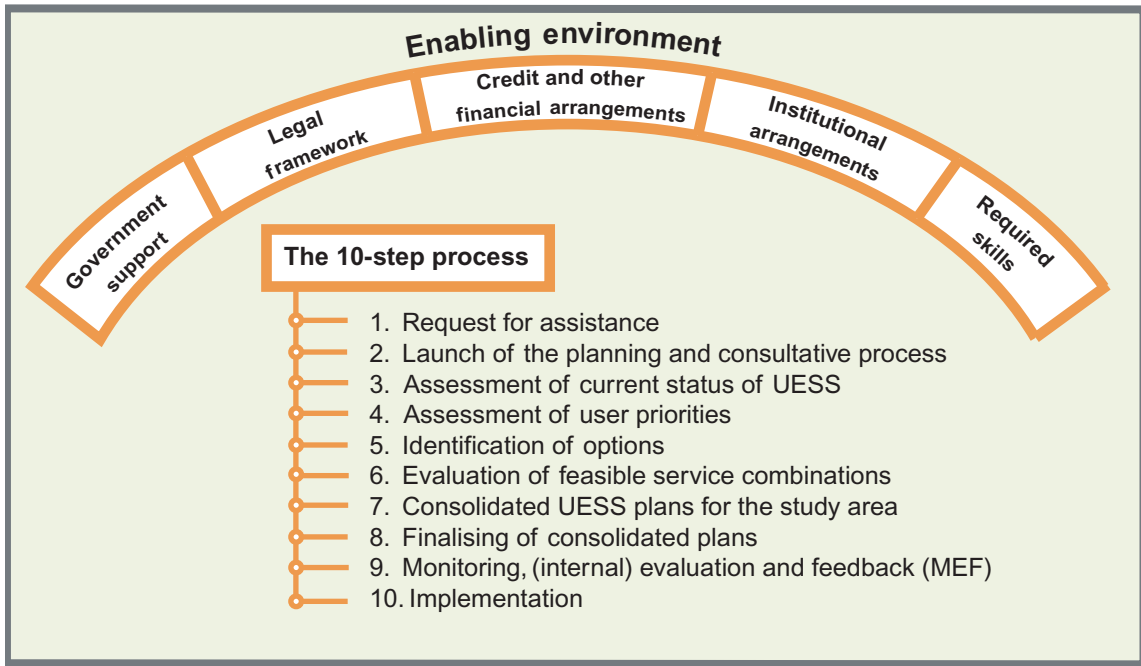 Enabling environment
Government
support
Legal
framework
Credit and other
financial arrangements
Institutional
arrangements
Required
skills
The 10-step process
1. Request for assistance
2. Launch of the planning and consultative process
3. Assessment of current status of UESS
4. Assessment of user priorities
5. Identification of options
6. Evaluation of feasible service combinations
7. Consolidated UESS plans for the study area
8. Finalising of consolidated plans
9. Monitoring, (internal) evaluation and feedback (MEF)
10. Implementation